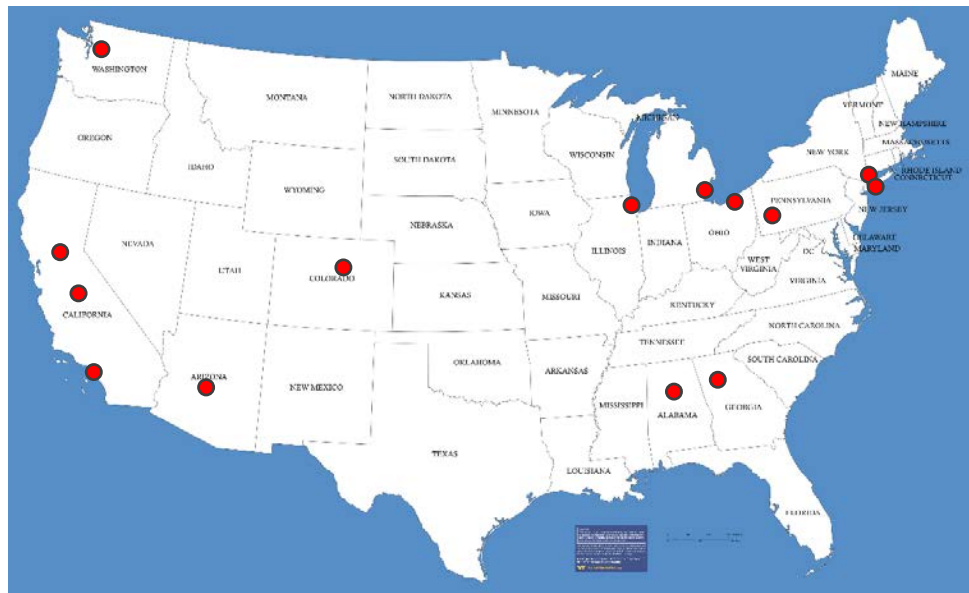 WASHINGTON
MONTANA
NORTH DAKOTA
MINNESOTA
MICHIGAN
MAINE
VERMONT
NEW HAMPSHIRE
MASSACHUSETTS
RHODE ISLAND
CONNECTICUT
NEW YORK
OREGON
IDAHO
SOUTH DAKOTA
WISCONSIN
WYOMING
IOWA
NEBRASKA
PENNSYLVANIA
NEW JERSEY
OHIO
INDIANA
ILLINOIS
DELAWARE
MARYLAND
DC
WEST
VIRGINIA
VIRGINIA
NEVADA
UTAH
COLORADO
KANSAS
MISSOURI
KENTUCKY
CALIFORNIA
NORTH CAROLINA
TENNESSEE
SOUTH CAROLINA
ARIZONA
NEW MEXICO
OKLAHOMA
ARKANSAS
MISSISSIPPI
ALABAMA
GEORGIA
TEXAS
LOUISIANA
FLORIDA